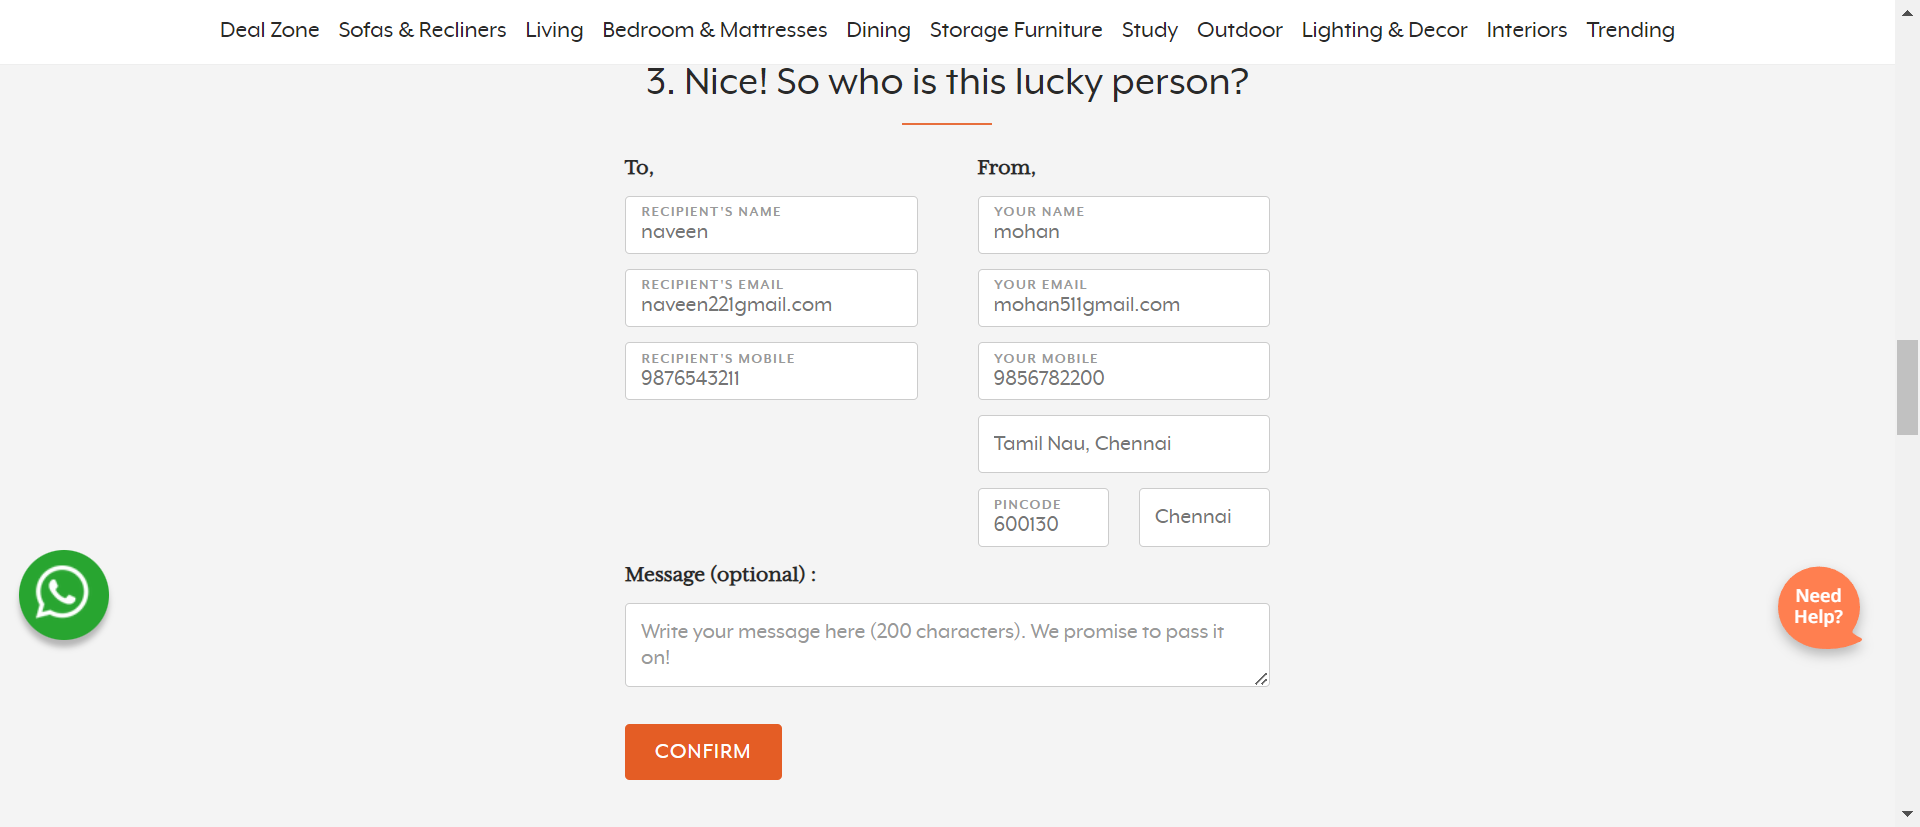 Deal Zone Sofas & Recliners Living Bedroom & Mattresses Dining Storage Furniture Study Outdoor Lighting & Decor Interiors Trending
3. Nice! So who is this lucky person?
To,
RECIPIENT'S NAME
naveen
RECIPIENT'S EMAIL
naveen221gmail.com
RECIPIENT'S MOBILE
9876543211
From,
YOUR NAME
mohan
YOUR EMAIL
mohan511gmail.com
YOUR MOBILE
9856782200
Tamil Nau, Chennai
PINCODE
600130
Chennai
Message (optional) :
Write your message here (200 characters). We promise to pass it
on!
CONFIRM
Need
Help?